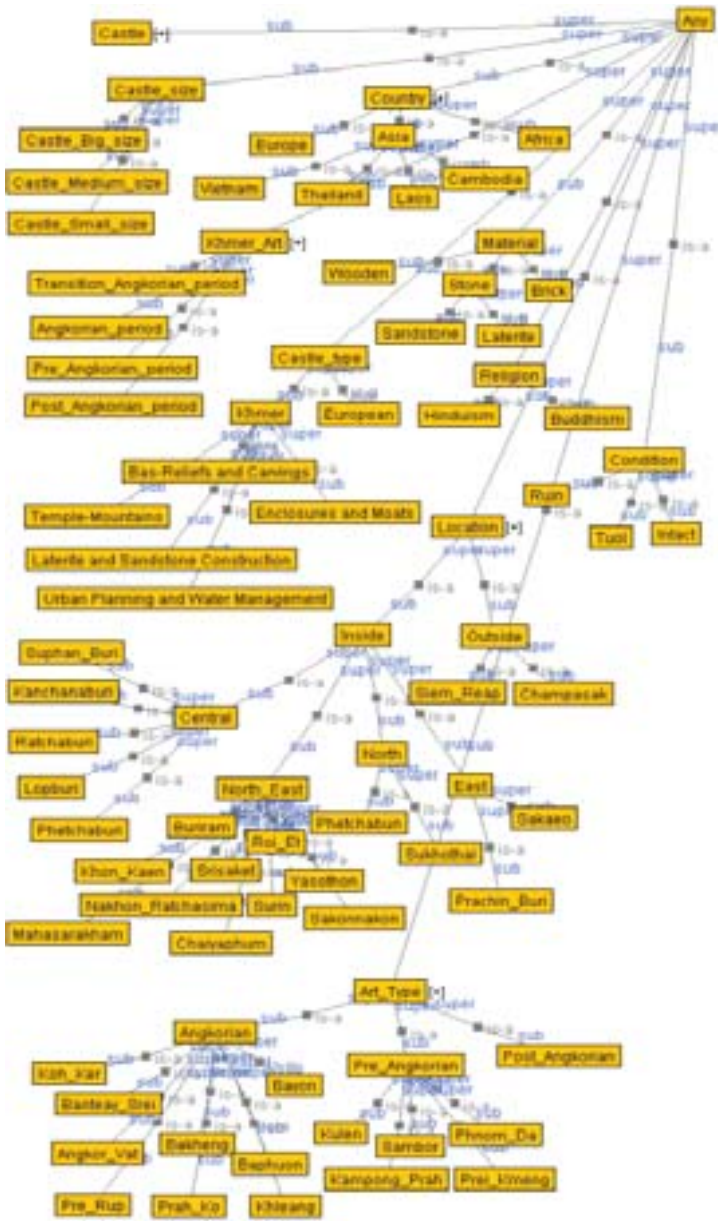 Any
Castle [+]
Castle_size
Castle_Big_size
Castle_Medium_size
Castle_Small_size
Country [+]
Europe
Asia
Africa
Vietnam
Thailand
Laos
Cambodia
Khmer_Art [+]
Transition_Angkorian_period
Angkorian_period
Pre_Angkorian_period
Post_Angkorian_period
Material
Wooden
Stone
Brick
Sandstone
Laterite
Castle_type
Khmer
European
Religion
Hinduism
Buddhism
Bas-Reliefs and Carvings
Temple-Mountains
Enclosures and Moats
Laterite and Sandstone Construction
Urban Planning and Water Management
Condition
Ruin
Tuol
Intact
Location [+]
Inside
Outside
Siem_Reap
Champasak
Suphan_Buri
Kanchanaburi
Central
Ratchaburi
Lopburi
Phetchaburi
North
North_East
East
Buriram
Roi_Et
Phetchabun
Sakaeo
Khon_Kaen
Srisaket
Yasothon
Sukhothai
Nakhon_Ratchasima
Surin
Sakonnakon
Prachin_Buri
Mahasarakham
Chaiyaphum
Art_Type [+]
Angkorian
Pre_Angkorian
Post_Angkorian
Koh_Ker
Bayon
Banteay_Srei
Angkor_Vat
Bakheng
Baphuon
Pre_Rup
Prah_Ko
Khleang
Kulen
Sambor
Phnom_Da
Kampong_Prah
Prei_Kmeng
sub
super
is-a